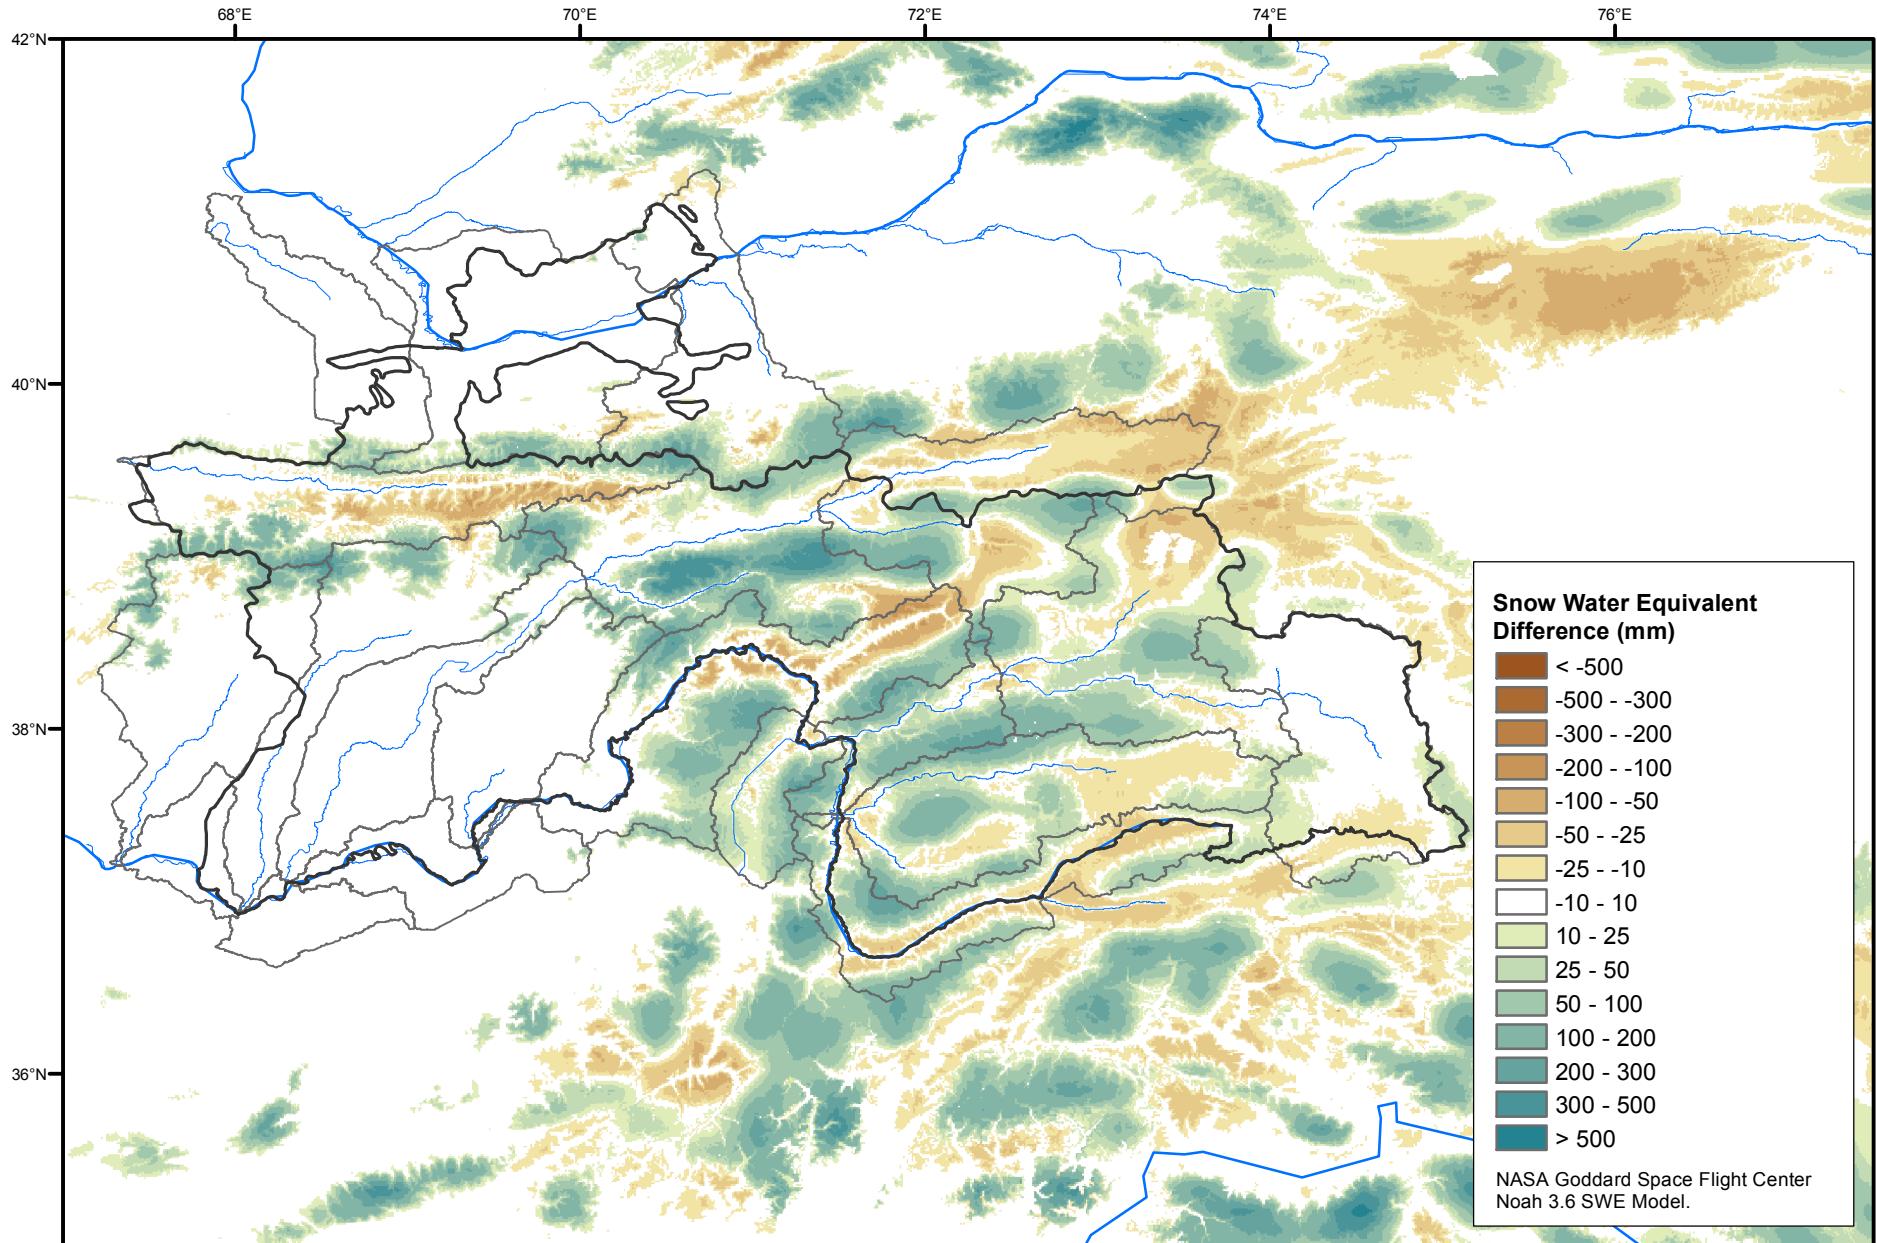 68°E 70°E 72°E 74°E 76°E
42°N
40°N
38°N
36°N
Snow Water Equivalent
Difference (mm)
< -500
-500 - -300
-300 - -200
-200 - -100
-100 - -50
-50 - -25
-25 - -10
-10 - 10
10 - 25
25 - 50
50 - 100
100 - 200
200 - 300
300 - 500
> 500
NASA Goddard Space Flight Center
Noah 3.6 SWE Model.